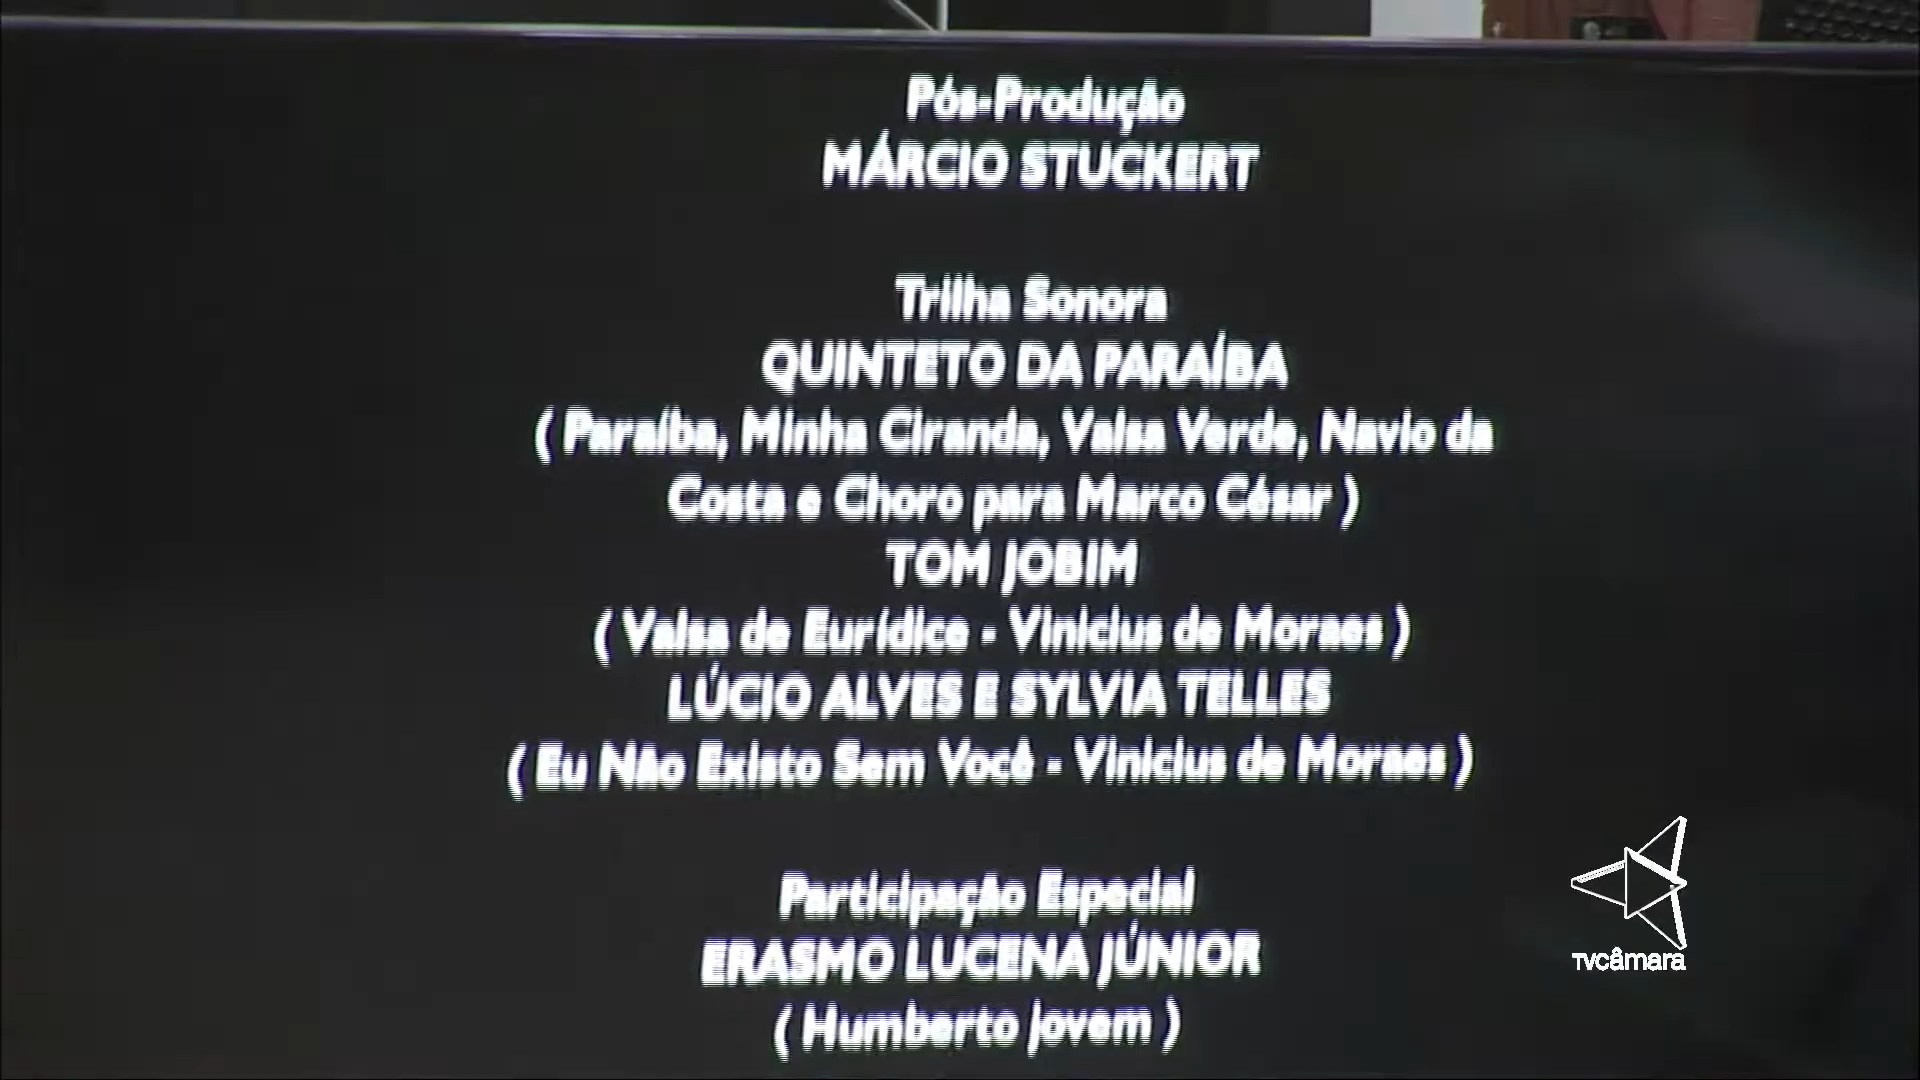 Pós-Produção
MÁRCIO STUCKERT
Trilha Sonora
QUINTETO DA PARAÍBA
( Paraíba, Minha Ciranda, Valsa Verde, Navio da
Costa e Choro para Marco César )
TOM JOBIM
( Valsa de Eurídice - Vinicius de Moraes )
LÚCIO ALVES E SYLVIA TELLES
( Eu Não Existo Sem Você - Vinicius de Moraes )
Participação Especial
ERASMO LUCENA JÚNIOR
( Humberto Jovem )
TVcâmara